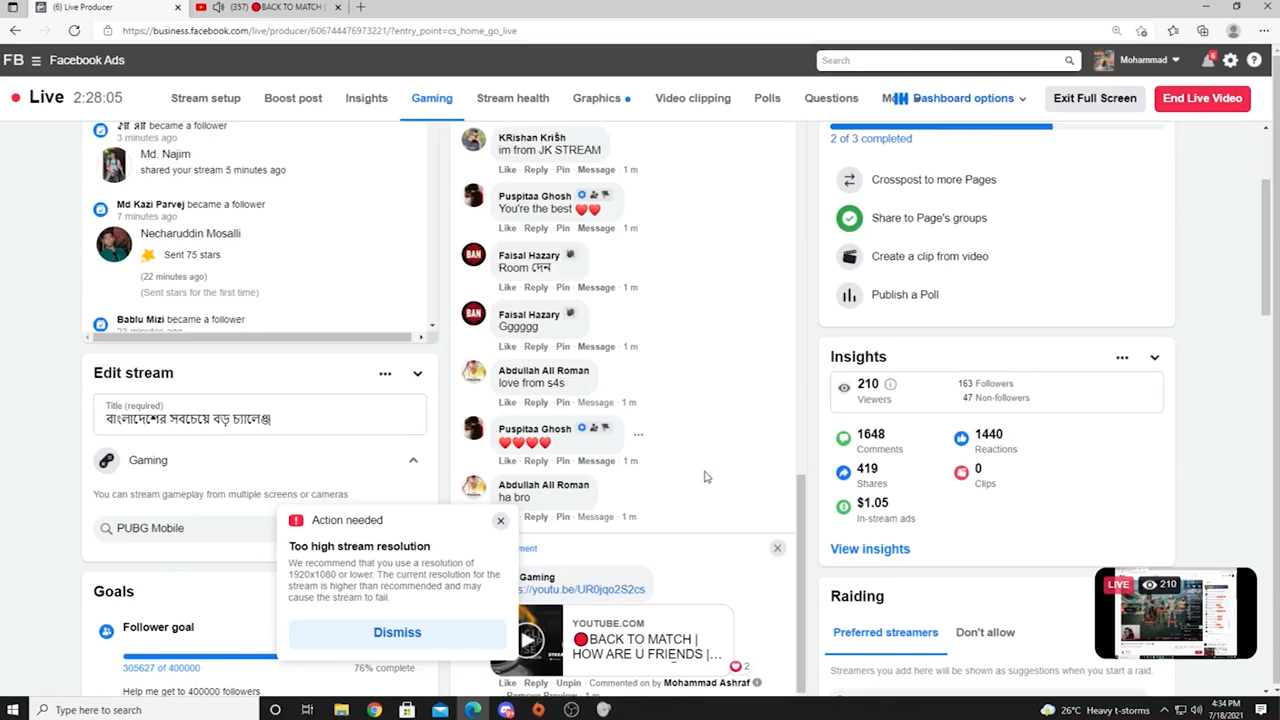 (6) Live Producer
(357) 🔴BACK TO MATCH |
https://business.facebook.com/live/producer/606744476973221/?entry_point=cs_home_go_live
FB
Facebook Ads
Search
Mohammad
6
Live 2:28:05
Stream setup
Boost post
Insights
Gaming
Stream health
Graphics
Video clipping
Polls
Questions
Dashboard options
Exit Full Screen
End Live Video
became a follower
3 minutes ago
Md. Najim
shared your stream 5 minutes ago
Md Kazi Parvej became a follower
7 minutes ago
Necharuddin Mosalli
Sent 75 stars
(22 minutes ago)
(Sent stars for the first time)
Bablu Mizi became a follower
Edit stream
Title (required)
বাংলাদেশের সবচেয়ে বড় চ্যালেঞ্জ
Gaming
You can stream gameplay from multiple screens or cameras
PUBG Mobile
Goals
Follower goal
305627 of 400000
76% complete
Help me get to 400000 followers
Action needed
Too high stream resolution
We recommend that you use a resolution of
1920x1080 or lower. The current resolution for the
stream is higher than recommended and may
cause the stream to fail.
Dismiss
KRishan Kriŝh
im from JK STREAM
Like · Reply · Pin · Message · 1 m
Puspitaa Ghosh
You're the best ❤️❤️
Like · Reply · Pin · Message · 1 m
BAN
Faisal Hazary
Room দেন
Like · Reply · Pin · Message · 1 m
BAN
Faisal Hazary
Gggggg
Like · Reply · Pin · Message · 1 m
Abdullah All Roman
love from s4s
Like · Reply · Pin · Message · 1 m
Puspitaa Ghosh
❤️❤️❤️❤️
Like · Reply · Pin · Message · 1 m
Abdullah All Roman
ha bro
Reply · Pin · Message · 1 m
Gaming
s://youtu.be/UR0jqo2S2cs
YOUTUBE.COM
🔴BACK TO MATCH |
HOW ARE U FRIENDS |...
2
Like · Reply · Unpin · Commented on by Mohammad Ashraf
Remove Preview · 1 m
2 of 3 completed
Crosspost to more Pages
Share to Page's groups
Create a clip from video
Publish a Poll
Insights
210
Viewers
163 Followers
47 Non-followers
1648
Comments
1440
Reactions
419
Shares
0
Clips
$1.05
In-stream ads
View insights
Raiding
Preferred streamers
Don't allow
Streamers you add here will be shown as suggestions when you start a raid.
LIVE
210
Type here to search
26°C Heavy t-storms
4:34 PM
7/18/2021